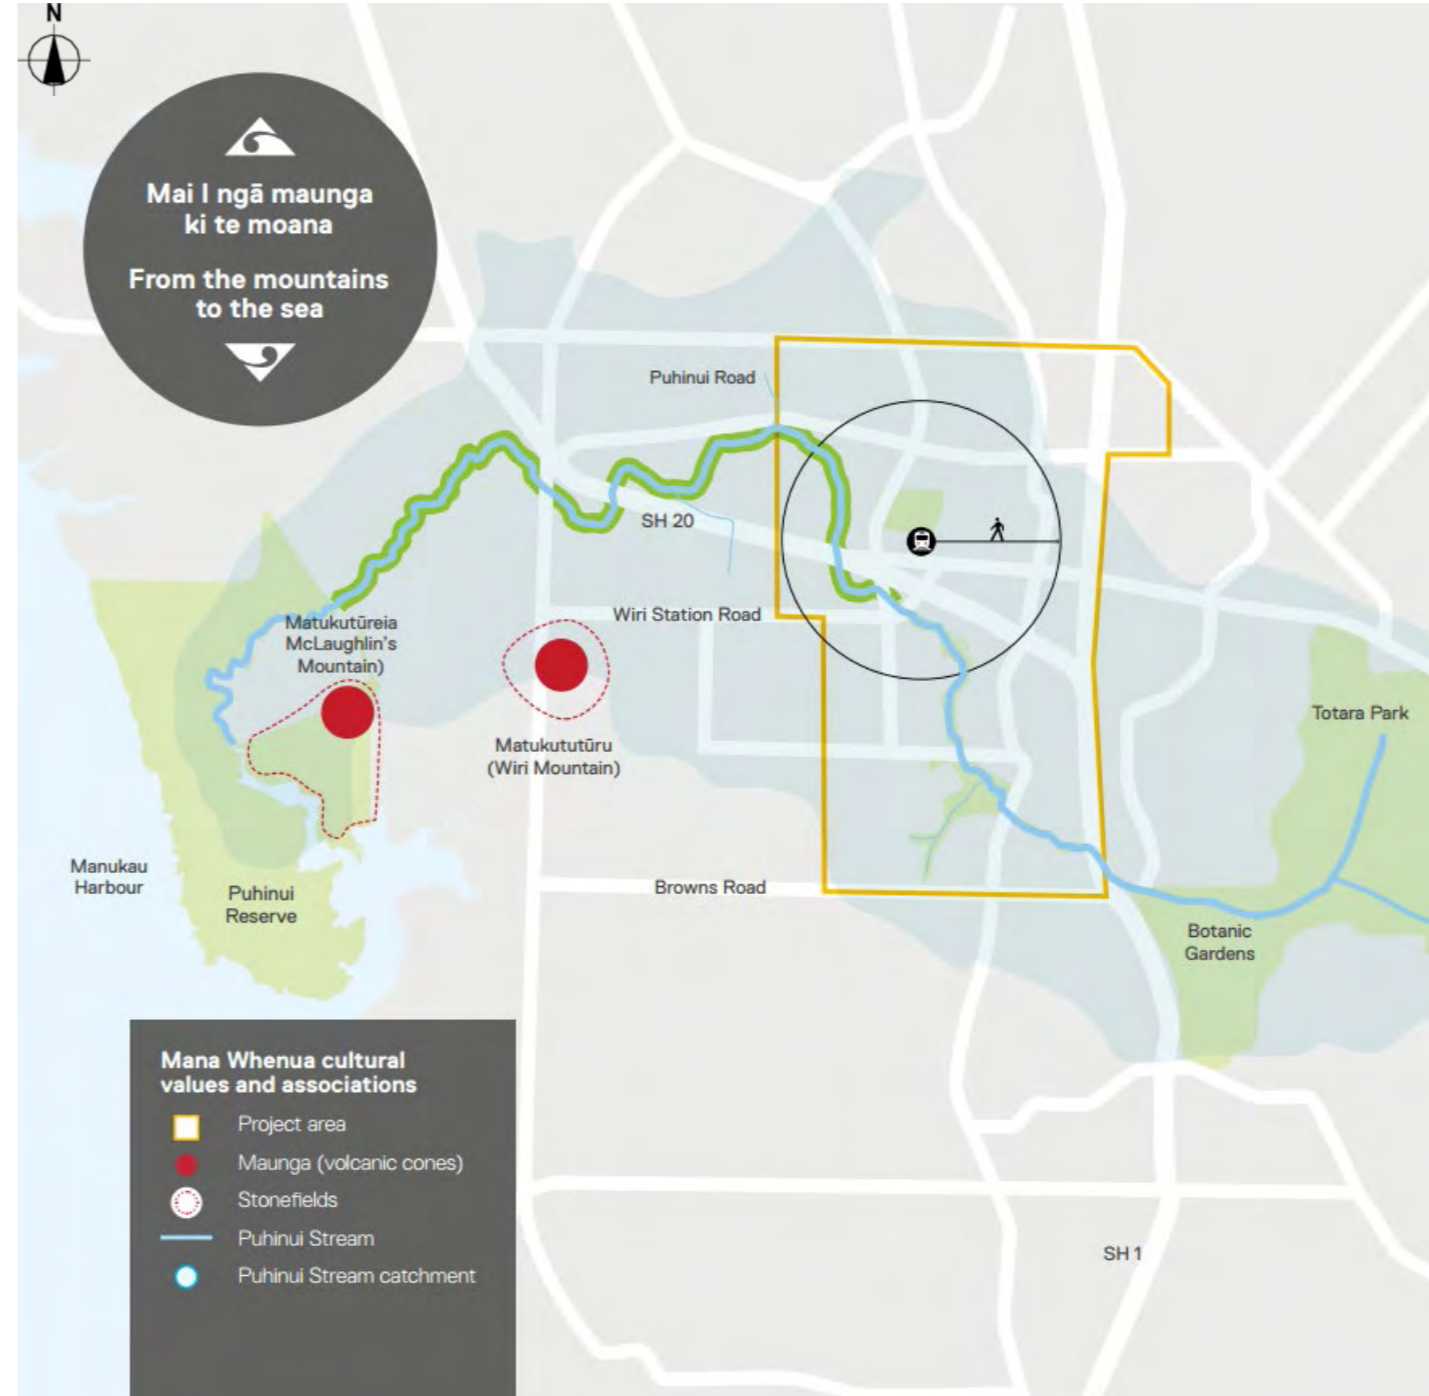 N
Mai I ngā maunga
ki te moana
From the mountains
to the sea
Puhinui Road
SH 20
Wiri Station Road
Matukutūreia
McLaughlin's
Mountain)
Matukututūru
(Wiri Mountain)
Totara Park
Manukau
Harbour
Puhinui
Reserve
Browns Road
Botanic
Gardens
Mana Whenua cultural
values and associations
Project area
Maunga (volcanic cones)
Stonefields
Puhinui Stream
Puhinui Stream catchment
SH 1